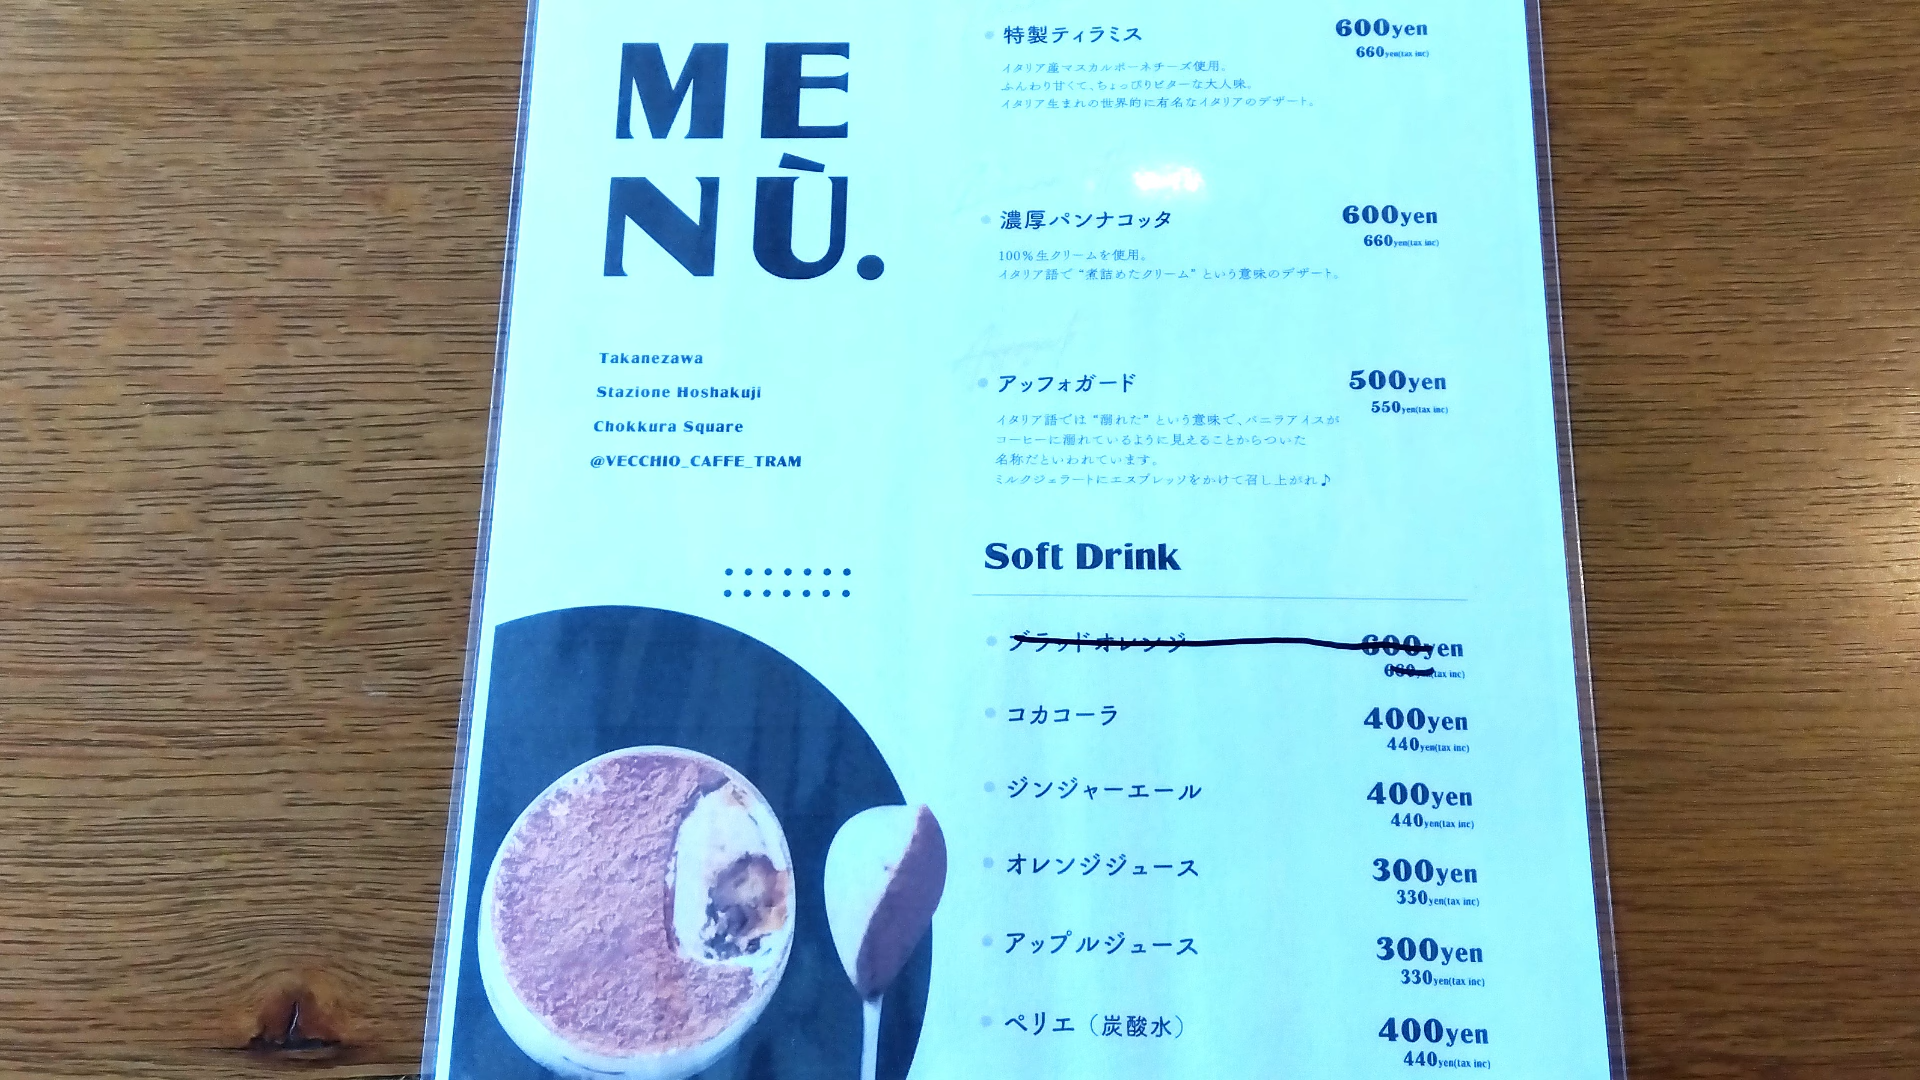 ME
NÙ.
Takanezawa
Stazione Hoshakuji
Chokkura Square
@VECCHIO_CAFFE_TRAM
特製ティラミス
600yen
660yen(tax inc)
イタリア産マスカルポーネチーズ使用。
ふんわり甘くて、ちょっぴりビターな大人味。
イタリア生まれの世界的に有名なイタリアのデザート。
濃厚パンナコッタ
600yen
660yen(tax inc)
100%生クリームを使用。
イタリア語で “煮詰めたクリーム” という意味のデザート。
アッフォガード
500yen
550yen(tax inc)
イタリア語では “溺れた” という意味で、バニラアイスが
コーヒーに溺れているように見えることからついた
名称だといわれています。
ミルクジェラートにエスプレッソをかけて召し上がれ♪
Soft Drink
ブラッドオレンジ
600yen
660yen(tax inc)
コカコーラ
400yen
440yen(tax inc)
ジンジャーエール
400yen
440yen(tax inc)
オレンジジュース
300yen
330yen(tax inc)
アップルジュース
300yen
330yen(tax inc)
ペリエ（炭酸水）
400yen
440yen(tax inc)